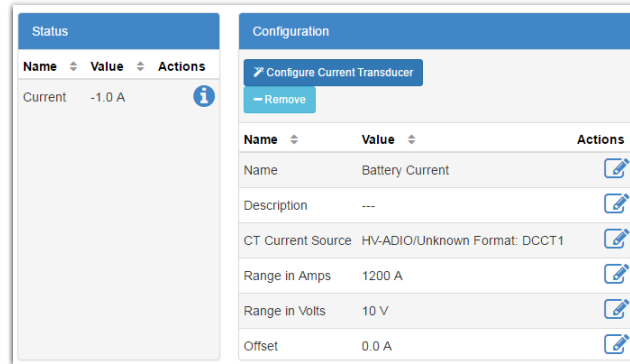 Status
Name Value Actions
Current -1.0 A
Configuration
Configure Current Transducer
Remove
Name Value Actions
Name Battery Current
Description ---
CT Current Source HV-ADIO/Unknown Format: DCCT1
Range in Amps 1200 A
Range in Volts 10 V
Offset 0.0 A